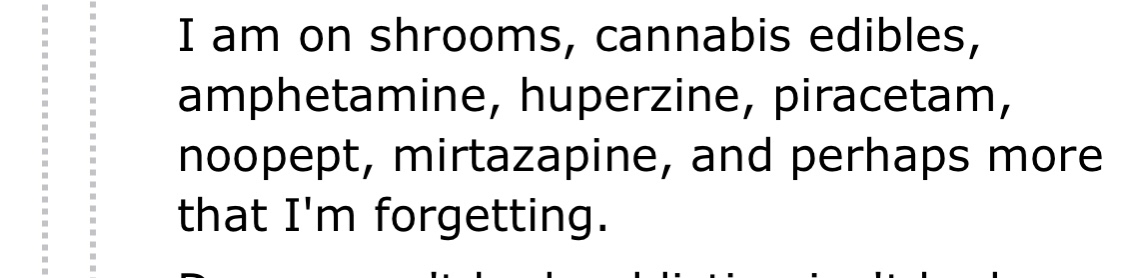 I am on shrooms, cannabis edibles,
amphetamine, huperzine, piracetam,
noopept, mirtazapine, and perhaps more
that I'm forgetting.